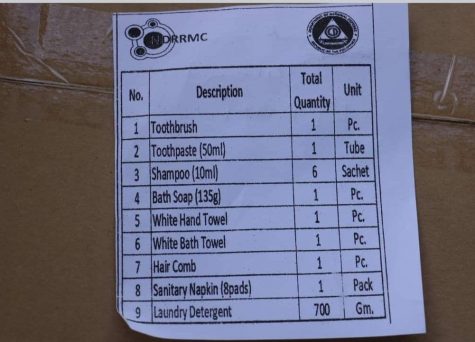 NDRRMC
No. Description Total Quantity Unit
1 Toothbrush 1 Pc.
2 Toothpaste (50ml) 1 Tube
3 Shampoo (10ml) 6 Sachet
4 Bath Soap (135g) 1 Pc.
5 White Hand Towel 1 Pc.
6 White Bath Towel 1 Pc.
7 Hair Comb 1 Pc.
8 Sanitary Napkin (8pads) 1 Pack
9 Laundry Detergent 700 Gm.